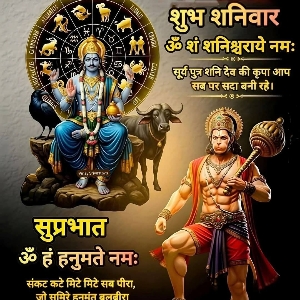 शुभ शनिवार
ॐ शं शनिश्चराये नमः
सूर्य पुत्र शनि देव की कृपा आप
सब पर सदा बनी रहे।
सुप्रभात
ॐ हं हनुमते नमः
संकट कटे मिटे मिटे सब पीरा,
जो सुमिरे हनुमंत बलबीरा